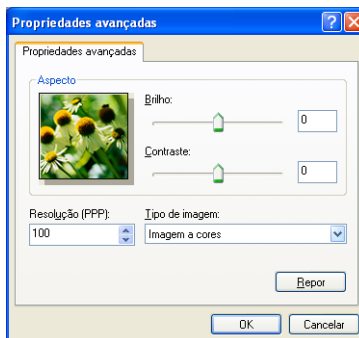 Propriedades avançadas
Propriedades avançadas
Aspecto
Brilho:
0
Contraste:
0
Resolução (PPP): Tipo de imagem:
100 Imagem a cores
Repor
OK Cancelar